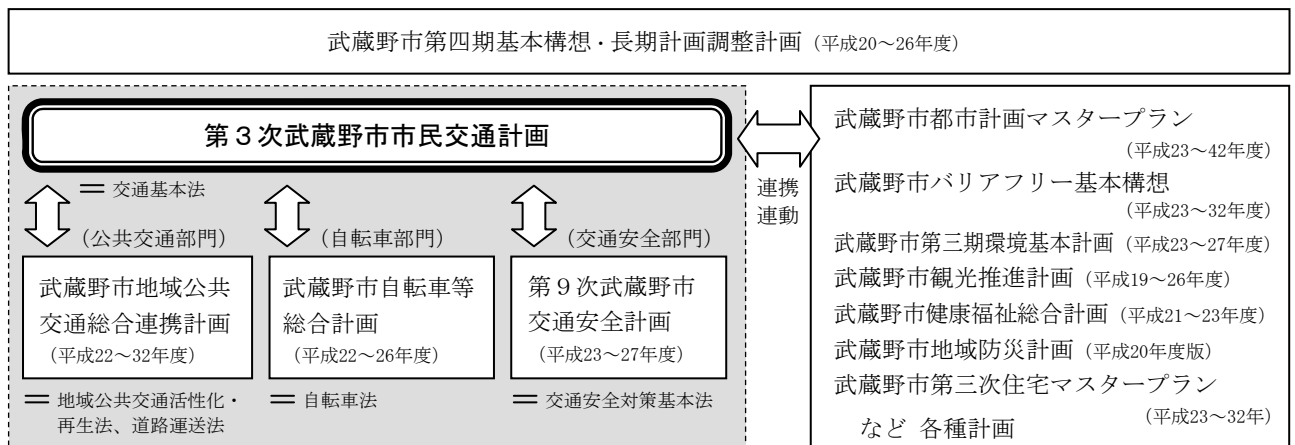 武蔵野市第四期基本構想・長期計画調整計画（平成20～26年度）
第３次武蔵野市市民交通計画
＝ 交通基本法
（公共交通部門）
武蔵野市地域公共
交通総合連携計画
（平成22～32年度）
＝ 地域公共交通活性化・
再生法、道路運送法
（自転車部門）
武蔵野市自転車等
総合計画
（平成22～26年度）
＝ 自転車法
（交通安全部門）
第９次武蔵野市
交通安全計画
（平成23～27年度）
＝ 交通安全対策基本法
連携
連動
武蔵野市都市計画マスタープラン
（平成23～42年度）
武蔵野市バリアフリー基本構想
（平成23～32年度）
武蔵野市第三期環境基本計画（平成23～27年度）
武蔵野市観光推進計画（平成19～26年度）
武蔵野市健康福祉総合計画（平成21～23年度）
武蔵野市地域防災計画（平成20年度版）
武蔵野市第三次住宅マスタープラン
（平成23～32年）
など 各種計画